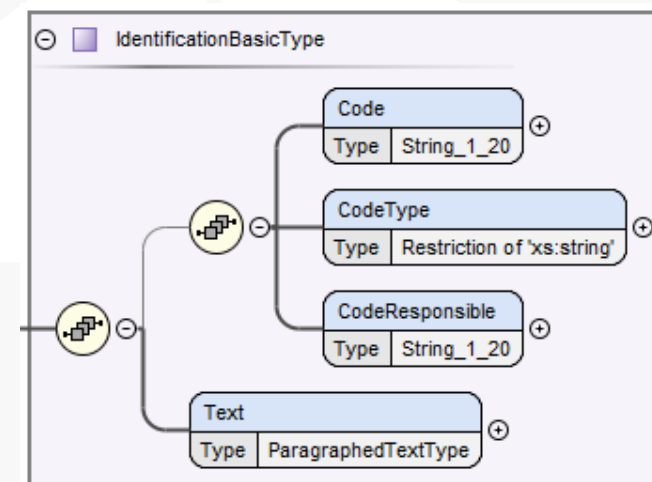 IdentificationBasicType
Code
Type String_1_20
CodeType
Type Restriction of 'xs:string'
CodeResponsible
Type String_1_20
Text
Type ParagraphedTextType